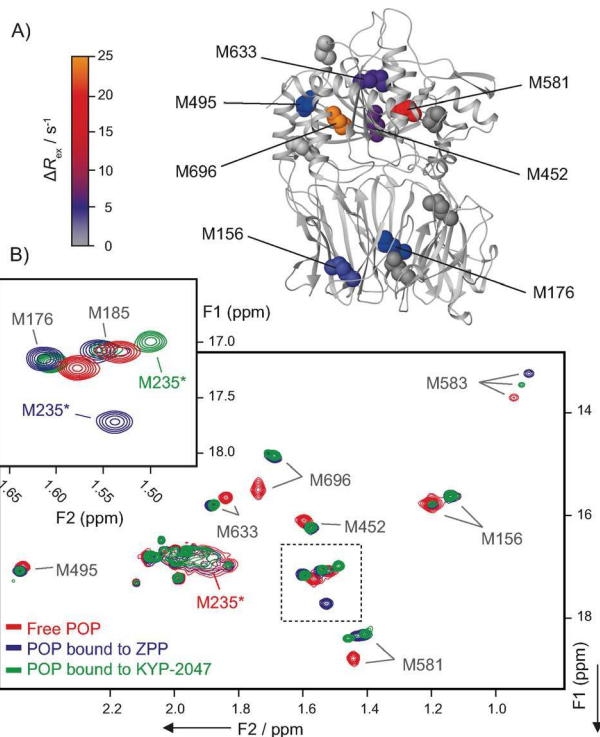 A)
ΔRex / s-1
25
20
15
10
5
0
M633
M495
M696
M156
M581
M452
M176
B)
M176
M185
M235*
M235*
F1 (ppm)
17.0
17.5
18.0
1.65
1.60
1.55
1.50
F2 (ppm)
M583
M696
M633
M452
M156
M495
M235*
M581
Free POP
POP bound to ZPP
POP bound to KYP-2047
14
16
18
F1 (ppm)
2.2
2.0
1.8
1.6
1.4
1.2
1.0
F2 / ppm